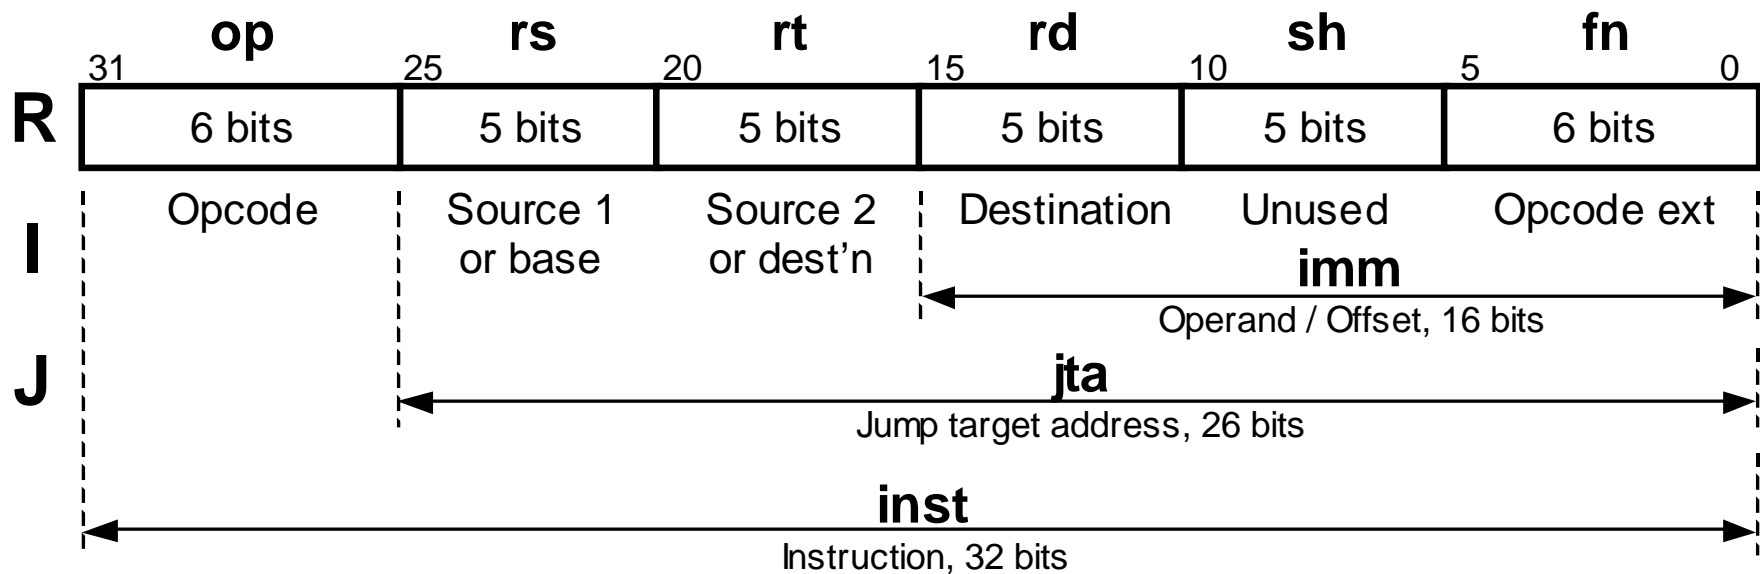 op rs rt rd sh fn
31 25 20 15 10 5 0
R 6 bits 5 bits 5 bits 5 bits 5 bits 6 bits
I Opcode Source 1 or base Source 2 or dest’n Destination Unused Opcode ext
imm
Operand / Offset, 16 bits
J jta
Jump target address, 26 bits
inst
Instruction, 32 bits